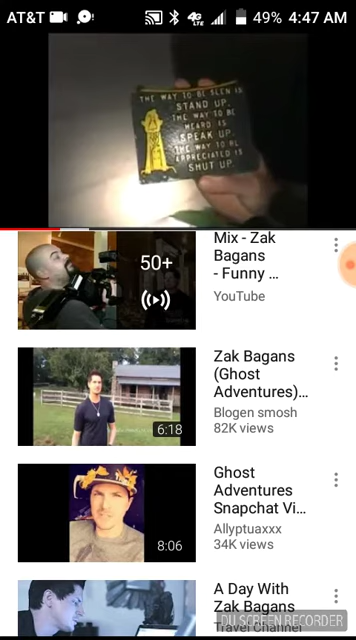 AT&T 4G LTE 49% 4:47 AM
THE WAY TO BE SEEN IS
STAND UP.
THE WAY TO BE
HEARD IS
SPEAK UP.
THE WAY TO BE
APPRECIATED IS
SHUT UP.
50+
Mix - Zak
Bagans
- Funny ...
YouTube
6:18
Zak Bagans
(Ghost
Adventures)...
Blogen smosh
82K views
8:06
Ghost
Adventures
Snapchat Vi...
Allyptuaxxx
34K views
A Day With
Zak Bagans
Travel Channel
DU SCREEN RECORDER